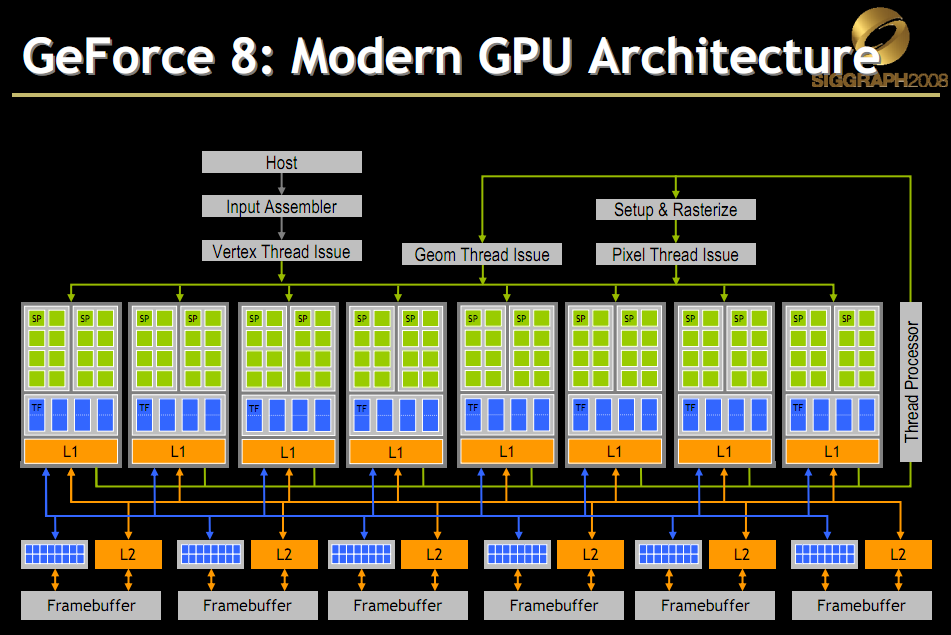 GeForce 8: Modern GPU Architecture
SIGGRAPH2008
Host
Input Assembler
Setup & Rasterize
Vertex Thread Issue
Geom Thread Issue
Pixel Thread Issue
SP SP SP SP SP SP SP SP SP SP SP SP SP SP SP SP
Thread Processor
TF TF TF TF TF TF TF TF
L1 L1 L1 L1 L1 L1 L1 L1
L2 L2 L2 L2 L2 L2
Framebuffer Framebuffer Framebuffer Framebuffer Framebuffer Framebuffer